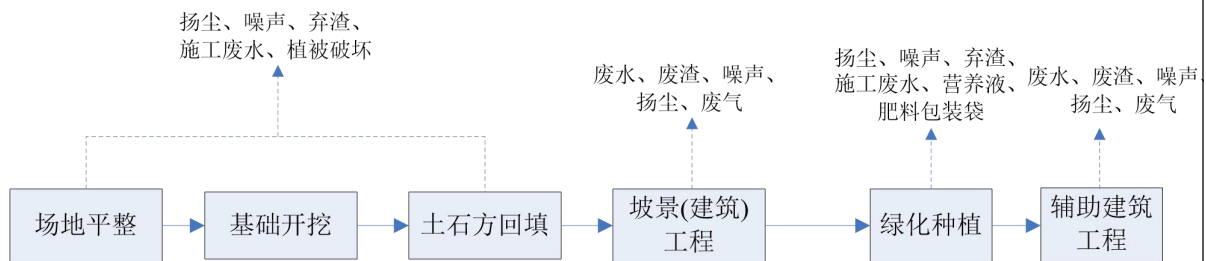 扬尘、噪声、弃渣、
施工废水、植被破坏
废水、废渣、噪声、
扬尘、废气
扬尘、噪声、弃渣、
施工废水、营养液、
肥料包装袋
废水、废渣、噪声、
扬尘、废气
场地平整
基础开挖
土石方回填
坡景(建筑)
工程
绿化种植
辅助建筑
工程